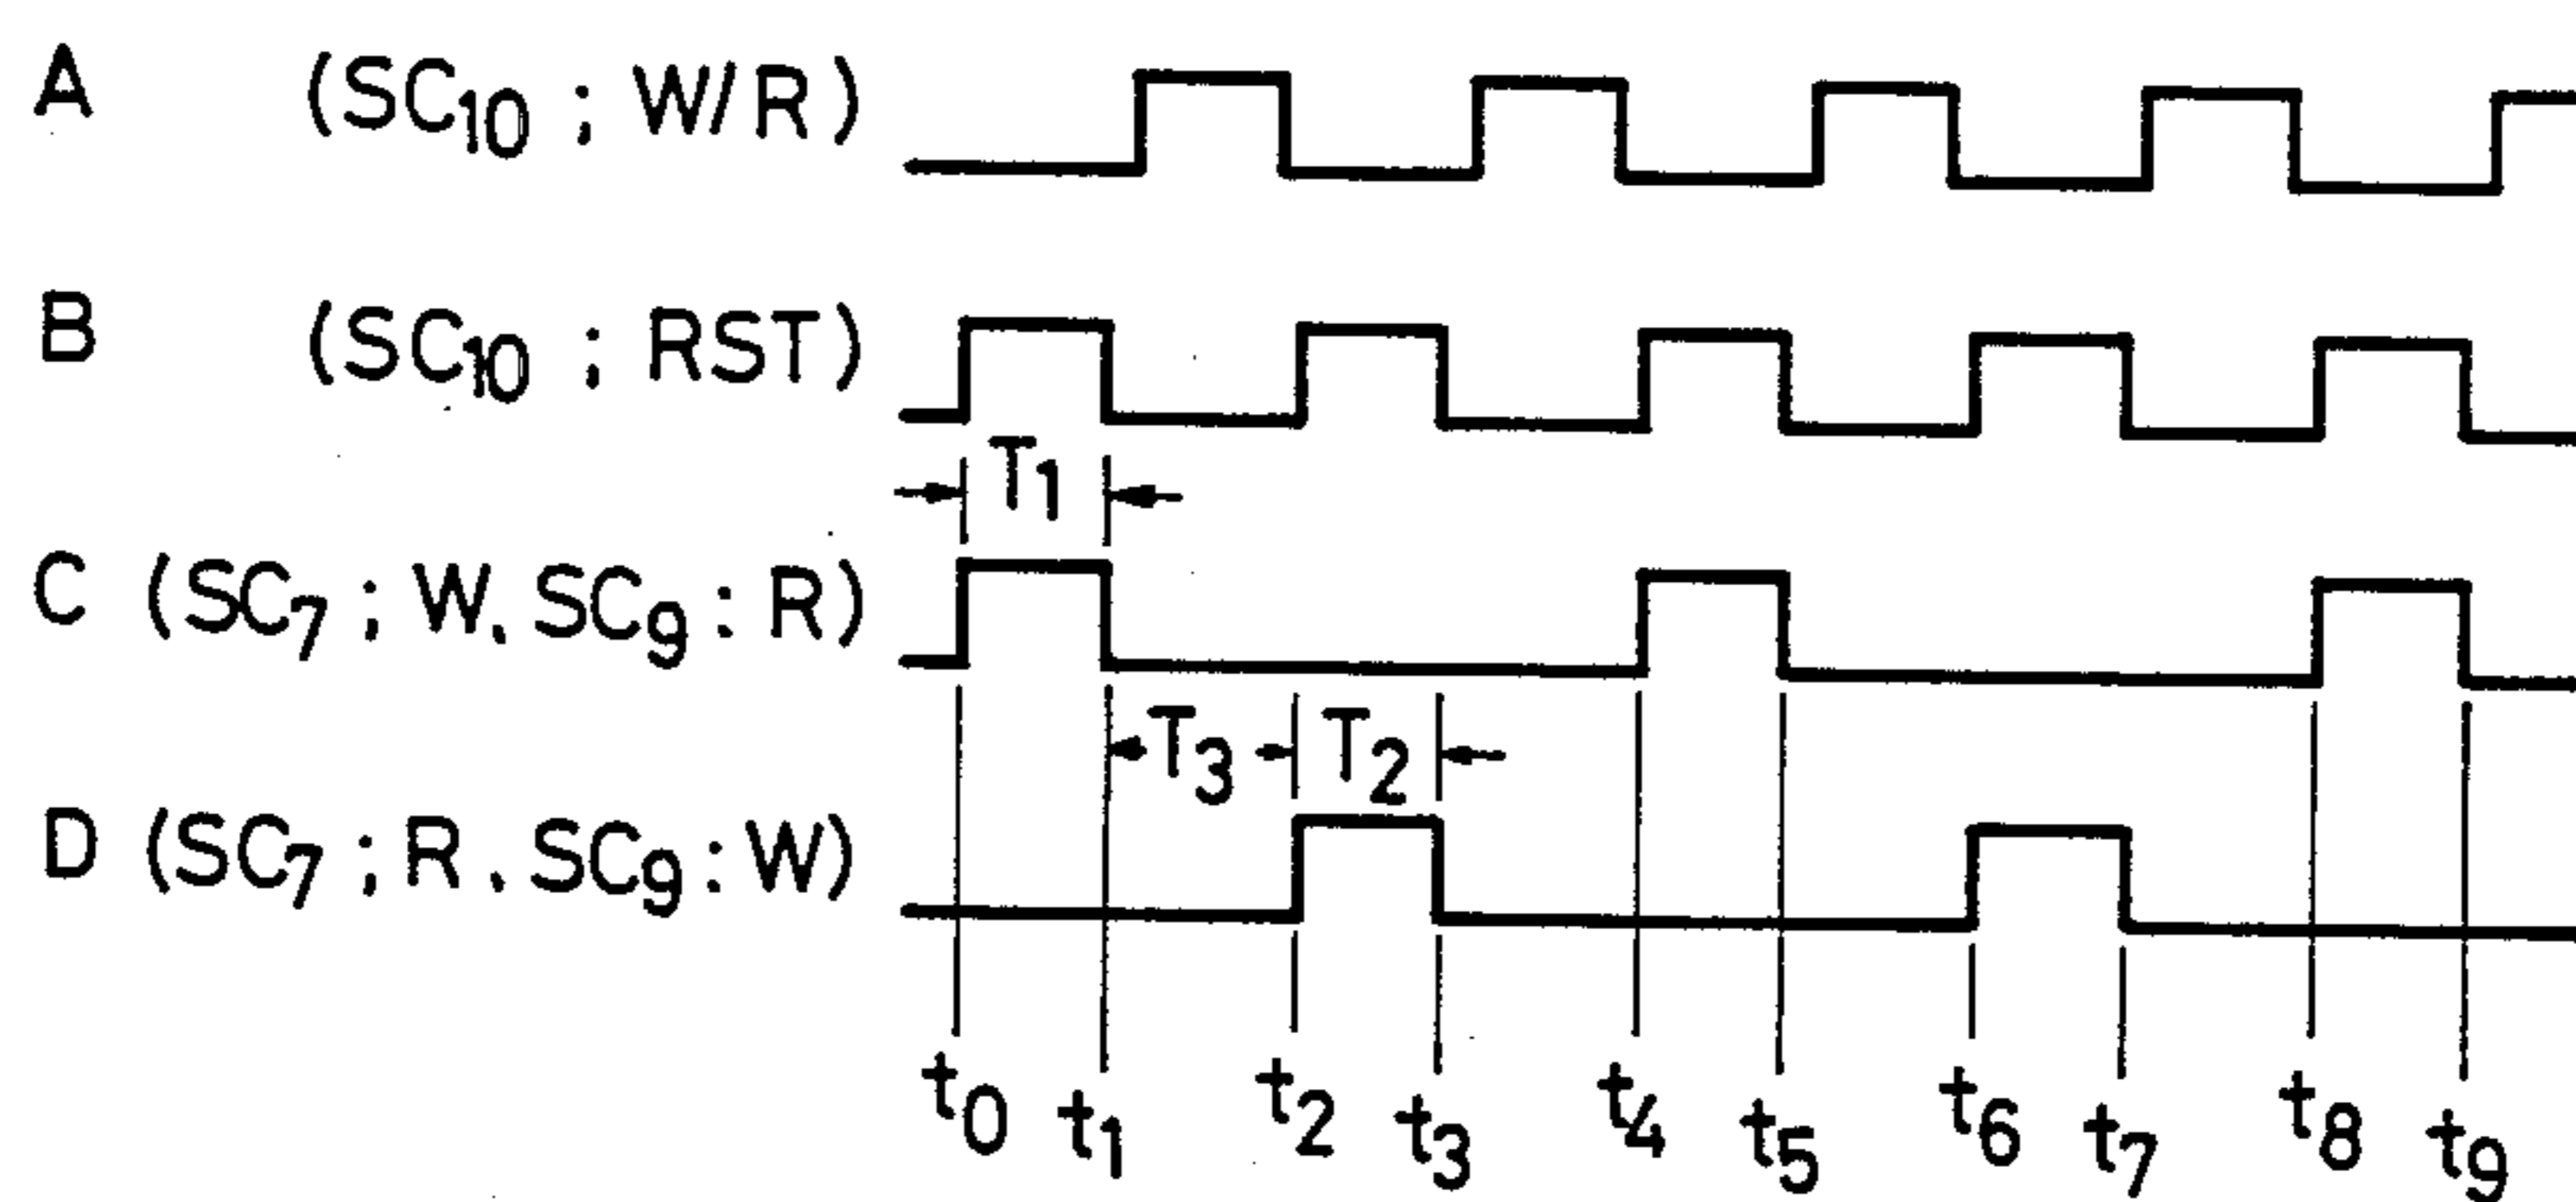 A (SC10 ; W/R)
B (SC10 ; RST)
T1
C (SC7 ; W. SC9 : R)
T3 T2
D (SC7 ; R . SC9 : W)
t0 t1 t2 t3 t4 t5 t6 t7 t8 t9